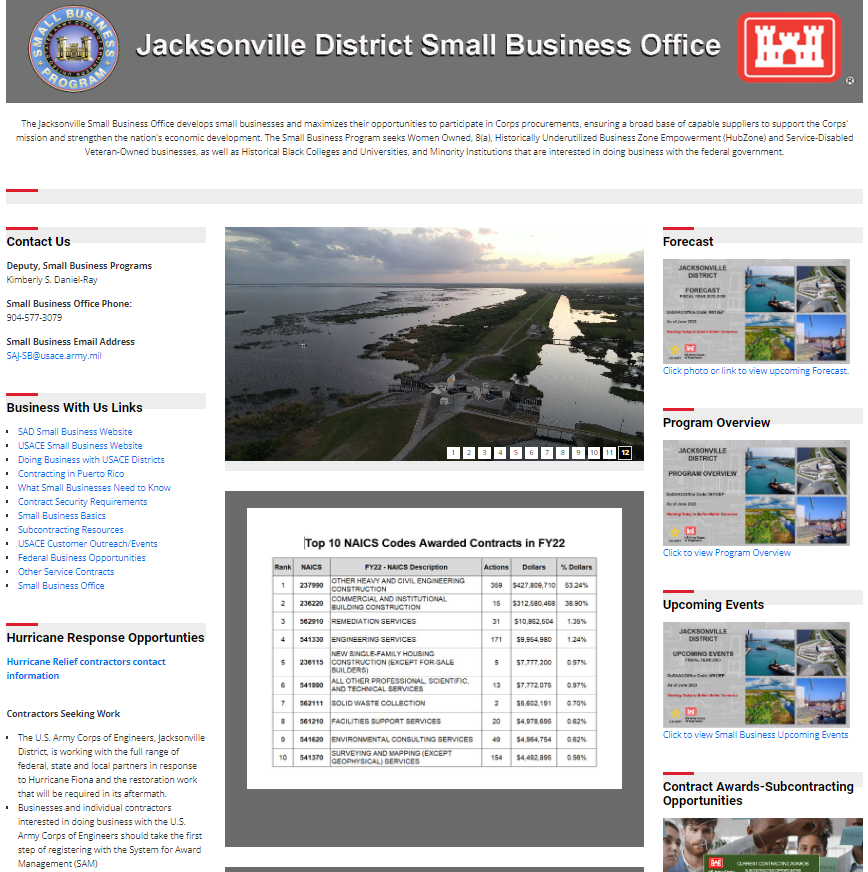 SMALL BUSINESS PROGRAM
Jacksonville District Small Business Office
®
The Jacksonville Small Business Office develops small businesses and maximizes their opportunities to participate in Corps procurements, ensuring a broad base of capable suppliers to support the Corps'
mission and strengthen the nation's economic development. The Small Business Program seeks Women Owned, 8(a), Historically Underutilized Business Zone Empowerment (HubZone) and Service-Disabled
Veteran-Owned businesses, as well as Historical Black Colleges and Universities, and Minority Institutions that are interested in doing business with the federal government.
Contact Us
Deputy, Small Business Programs
Kimberly S. Daniel-Ray
Small Business Office Phone:
904-577-3079
Small Business Email Address
SAJ-SB@usace.army.mil
Business With Us Links
SAD Small Business Website
USACE Small Business Website
Doing Business with USACE Districts
Contracting in Puerto Rico
What Small Businesses Need to Know
Contract Security Requirements
Small Business Basics
Subcontracting Resources
USACE Customer Outreach/Events
Federal Business Opportunities
Other Service Contracts
Small Business Office
Hurricane Response Opportunties
Hurricane Relief contractors contact
information
Contractors Seeking Work
The U.S. Army Corps of Engineers, Jacksonville
District, is working with the full range of
federal, state and local partners in response
to Hurricane Fiona and the restoration work
that will be required in its aftermath.
Businesses and individual contractors
interested in doing business with the U.S.
Army Corps of Engineers should take the first
step of registering with the System for Award
Management (SAM)
1 2 3 4 5 6 7 8 9 10 11 12
Top 10 NAICS Codes Awarded Contracts in FY22
Rank NAICS FY22 - NAICS Description Actions Dollars % Dollars
1 237990 OTHER HEAVY AND CIVIL ENGINEERING CONSTRUCTION 359 $427,809,710 53.24%
2 236220 COMMERCIAL AND INSTITUTIONAL BUILDING CONSTRUCTION 15 $312,580,468 38.90%
3 562910 REMEDIATION SERVICES 31 $10,862,504 1.35%
4 541330 ENGINEERING SERVICES 171 $9,954,980 1.24%
5 236115 NEW SINGLE-FAMILY HOUSING CONSTRUCTION (EXCEPT FOR-SALE BUILDERS) 5 $7,777,200 0.97%
6 541990 ALL OTHER PROFESSIONAL, SCIENTIFIC, AND TECHNICAL SERVICES 13 $7,772,075 0.97%
7 562111 SOLID WASTE COLLECTION 2 $5,602,191 0.70%
8 561210 FACILITIES SUPPORT SERVICES 20 $4,978,695 0.62%
9 541620 ENVIRONMENTAL CONSULTING SERVICES 49 $4,964,754 0.62%
10 541370 SURVEYING AND MAPPING (EXCEPT GEOPHYSICAL) SERVICES 154 $4,492,895 0.56%
Forecast
JACKSONVILLE
DISTRICT
FORECAST
As of June 2023
Click photo or link to view upcoming Forecast.
Program Overview
JACKSONVILLE
DISTRICT
PROGRAM OVERVIEW
As of June 2023
Click to view Program Overview
Upcoming Events
JACKSONVILLE
DISTRICT
UPCOMING EVENTS
As of June 2023
Click to view Small Business Upcoming Events
Contract Awards-Subcontracting
Opportunities
CURRENT CONTRACTING AWARDS
SUBCONTRACTING OPPORTUNITIES